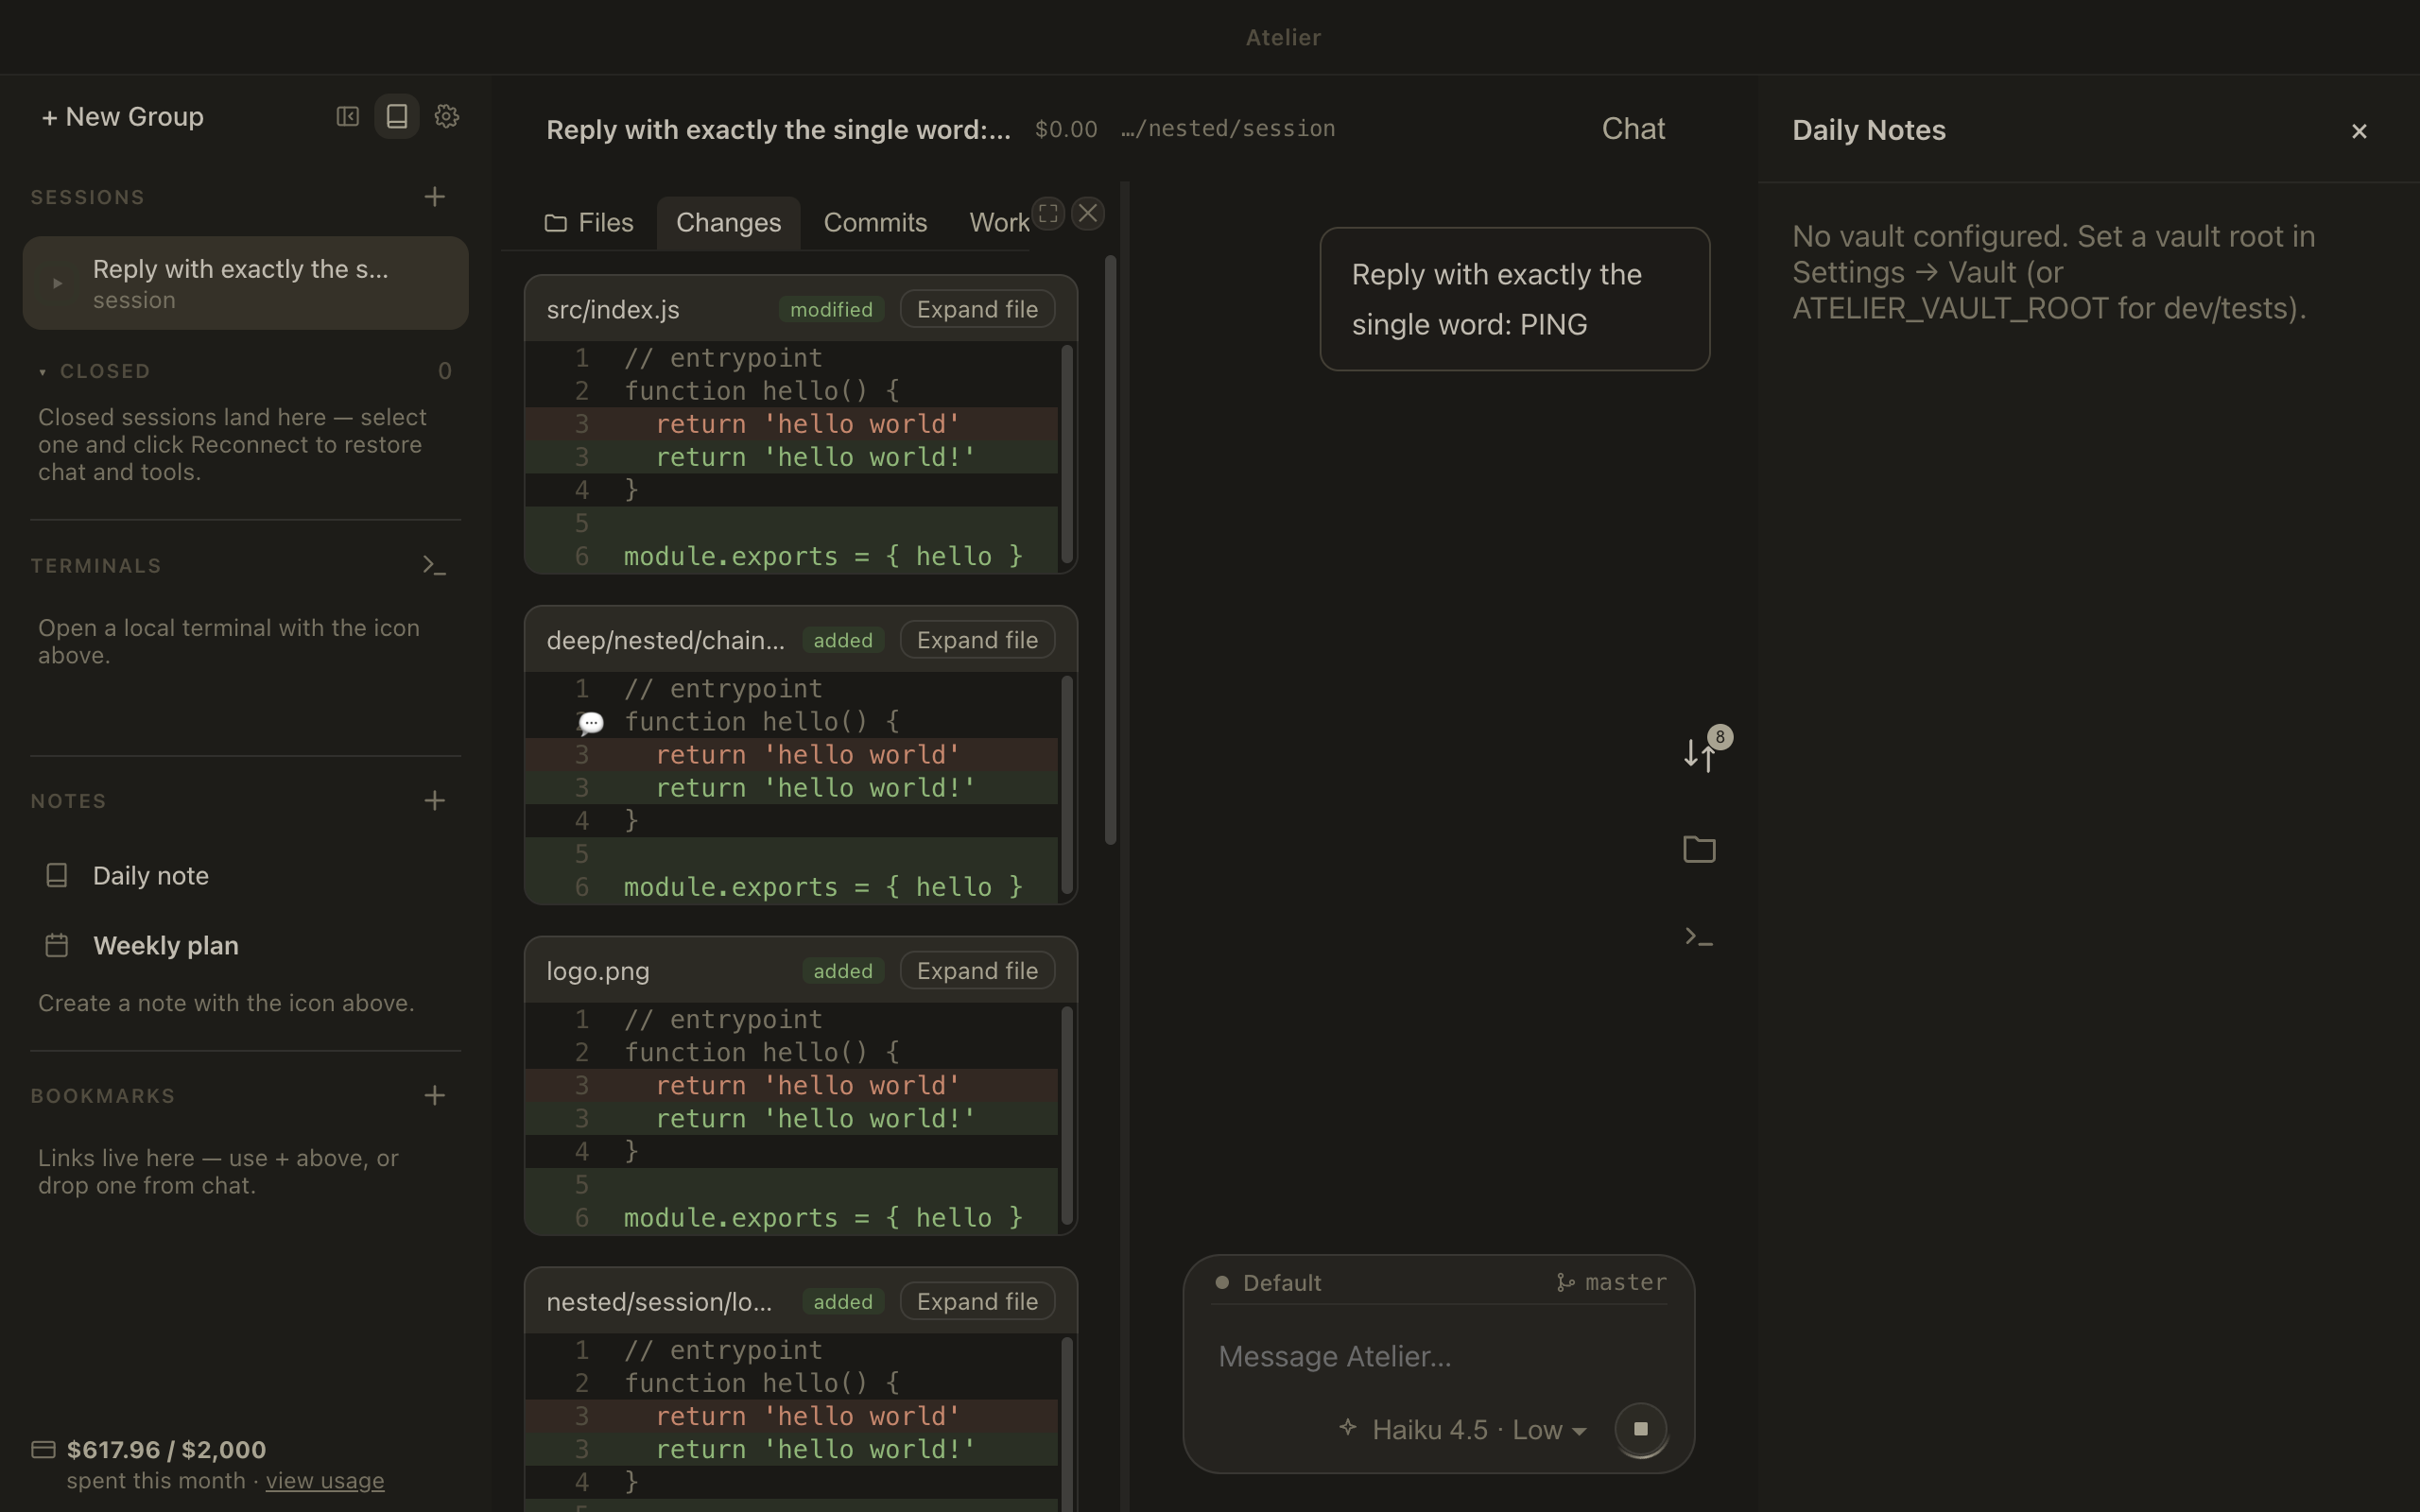 Atelier
+ New Group
SESSIONS
Reply with exactly the s...
session
CLOSED 0
Closed sessions land here — select
one and click Reconnect to restore
chat and tools.
TERMINALS
Open a local terminal with the icon
above.
NOTES
Daily note
Weekly plan
Create a note with the icon above.
BOOKMARKS
Links live here — use + above, or
drop one from chat.
$617.96 / $2,000
spent this month · view usage
Reply with exactly the single word:... $0.00 …/nested/session Chat
Files Changes Commits Work
src/index.js modified Expand file
1 // entrypoint
2 function hello() {
3 return 'hello world'
3 return 'hello world!'
4 }
5
6 module.exports = { hello }
deep/nested/chain... added Expand file
1 // entrypoint
function hello() {
3 return 'hello world'
3 return 'hello world!'
4 }
5
6 module.exports = { hello }
logo.png added Expand file
1 // entrypoint
2 function hello() {
3 return 'hello world'
3 return 'hello world!'
4 }
5
6 module.exports = { hello }
nested/session/lo... added Expand file
1 // entrypoint
2 function hello() {
3 return 'hello world'
3 return 'hello world!'
4 }
Reply with exactly the
single word: PING
8
Default master
Message Atelier...
Haiku 4.5 · Low
Daily Notes
No vault configured. Set a vault root in
Settings → Vault (or
ATELIER_VAULT_ROOT for dev/tests).